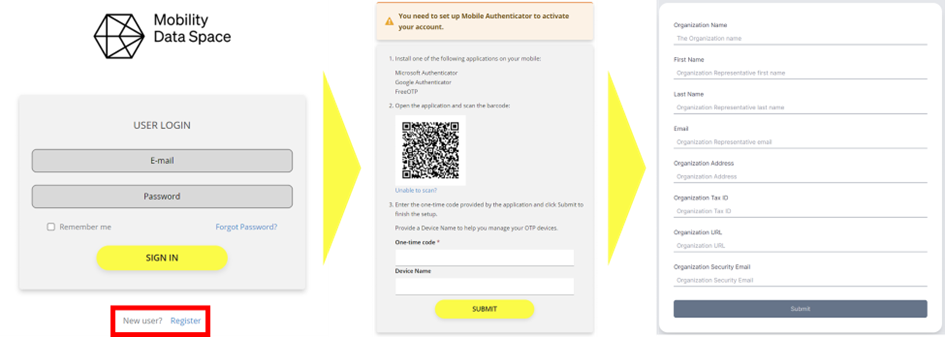 Mobility
Data Space
USER LOGIN
E-mail
Password
Remember me
Forgot Password?
SIGN IN
New user? Register
You need to set up Mobile Authenticator to activate
your account.
1. Install one of the following applications on your mobile:
Microsoft Authenticator
Google Authenticator
FreeOTP
2. Open the application and scan the barcode:
Unable to scan?
3. Enter the one-time code provided by the application and click Submit to
finish the setup.
Provide a Device Name to help you manage your OTP devices.
One-time code *
Device Name
SUBMIT
Organization Name
The Organization name
First Name
Organization Representative first name
Last Name
Organization Representative last name
Email
Organization Representative email
Organization Address
Organization Address
Organization Tax ID
Organization Tax ID
Organization URL
Organization URL
Organization Security Email
Organization Security Email
Submit